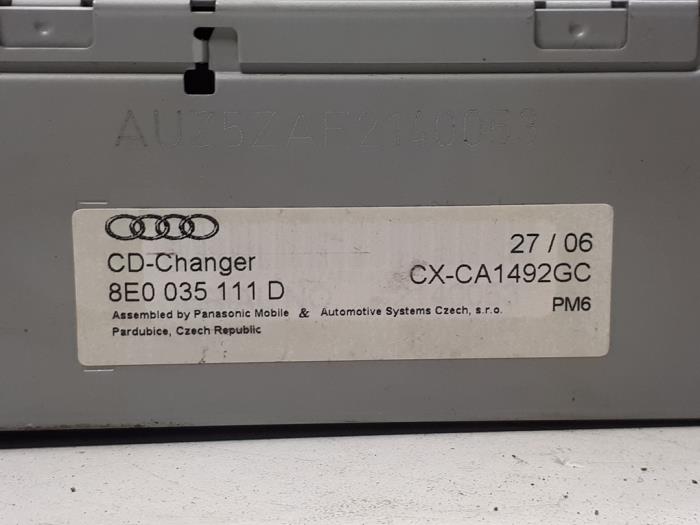 AUZ5ZAF2140063
27 / 06
CD-Changer
CX-CA1492GC
8E0 035 111 D
PM6
Assembled by Panasonic Mobile & Automotive Systems Czech, s.r.o.
Pardubice, Czech Republic